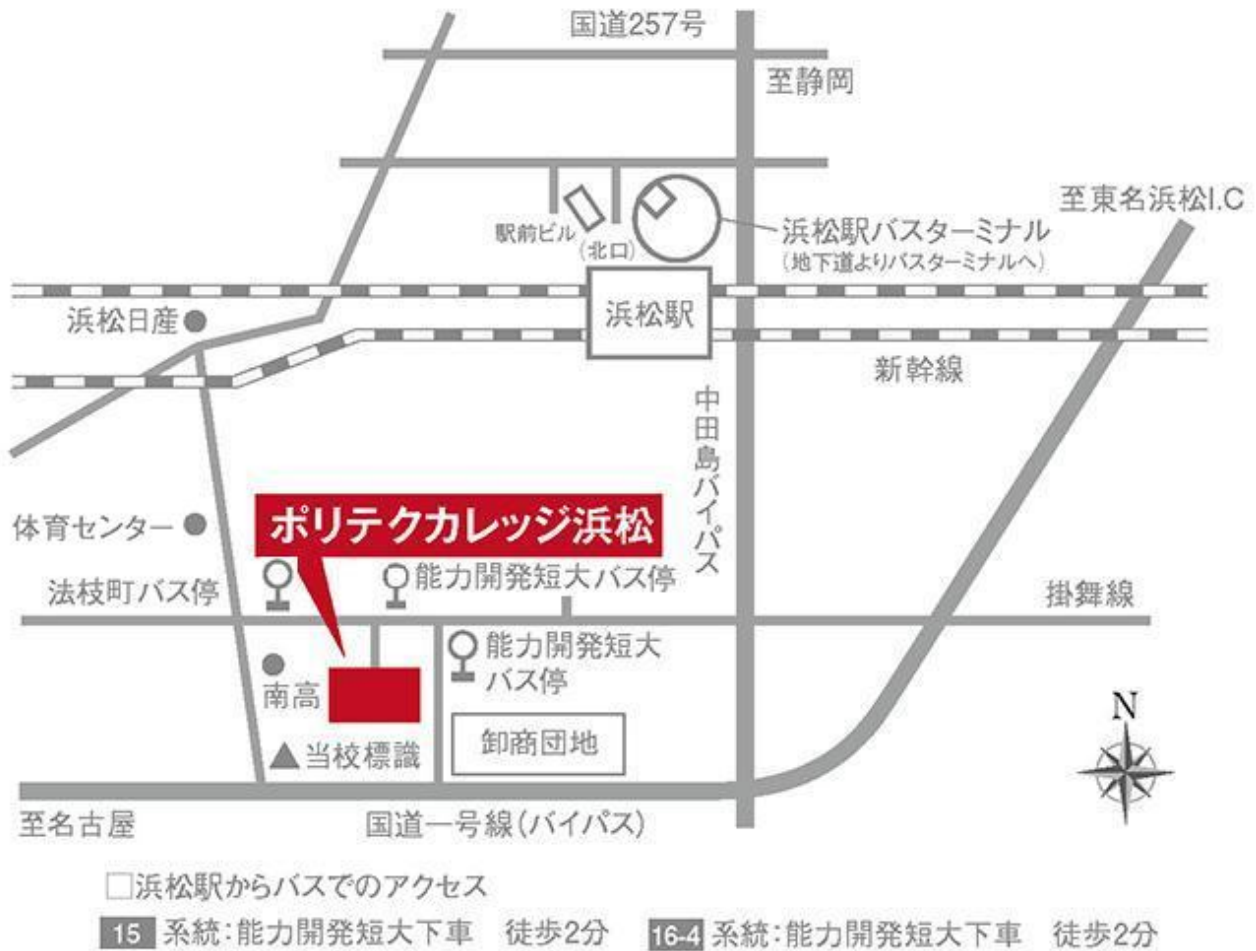 国道257号
至静岡
至東名浜松I.C
駅前ビル
(北口)
浜松駅バスターミナル
(地下道よりバスターミナルへ)
浜松日産
浜松駅
新幹線
中田島バイパス
体育センター
ポリテクカレッジ浜松
法枝町バス停
能力開発短大バス停
掛舞線
能力開発短大
バス停
南高
N
卸商団地
当校標識
至名古屋
国道一号線(バイパス)
□浜松駅からバスでのアクセス
15 系統:能力開発短大下車 徒歩2分 16-4 系統:能力開発短大下車 徒歩2分